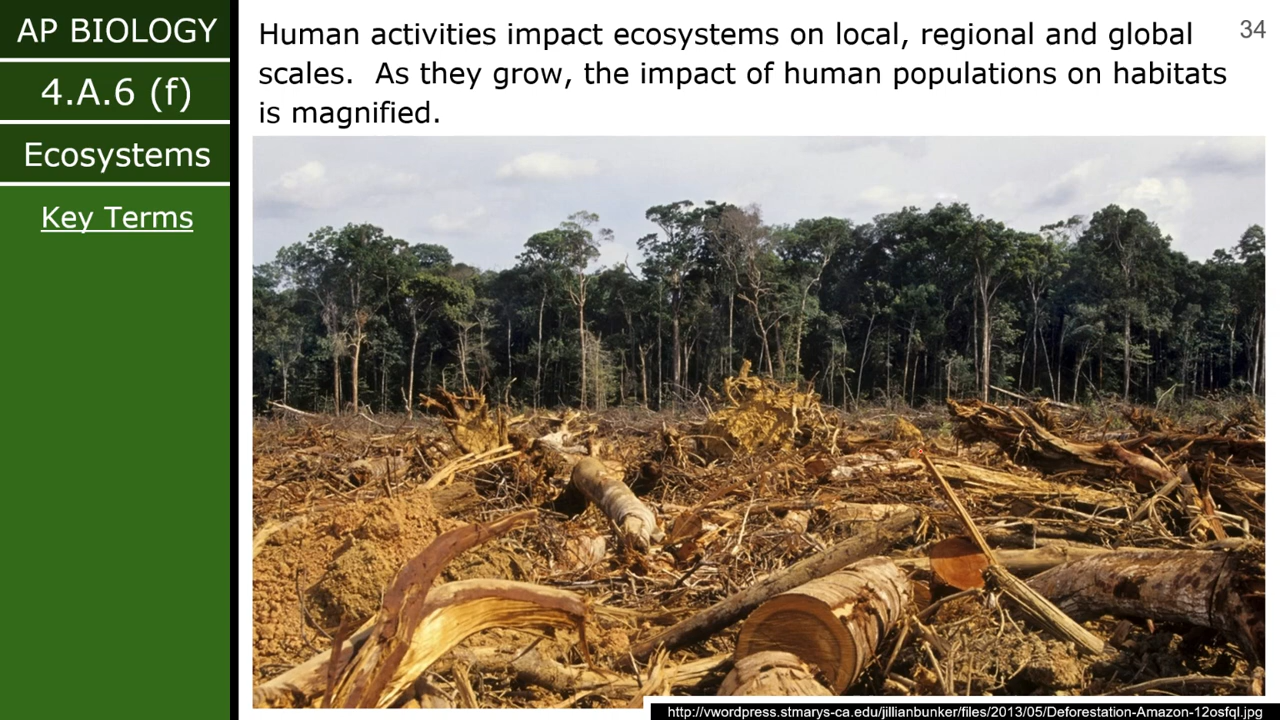 AP BIOLOGY
4.A.6 (f)
Ecosystems
Key Terms
Human activities impact ecosystems on local, regional and global
scales. As they grow, the impact of human populations on habitats
is magnified.
34
http://vwordpress.stmarys-ca.edu/jillianbunker/files/2013/05/Deforestation-Amazon-12osfql.jpg